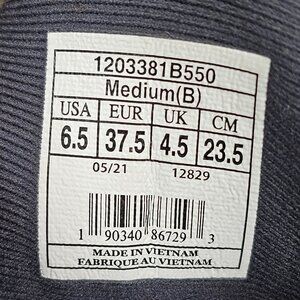 1203381B550
Medium(B)
USA EUR UK CM
6.5 37.5 4.5 23.5
05/21 12829
1 90340 86729 3
MADE IN VIETNAM
FABRIQUE AU VIETNAM